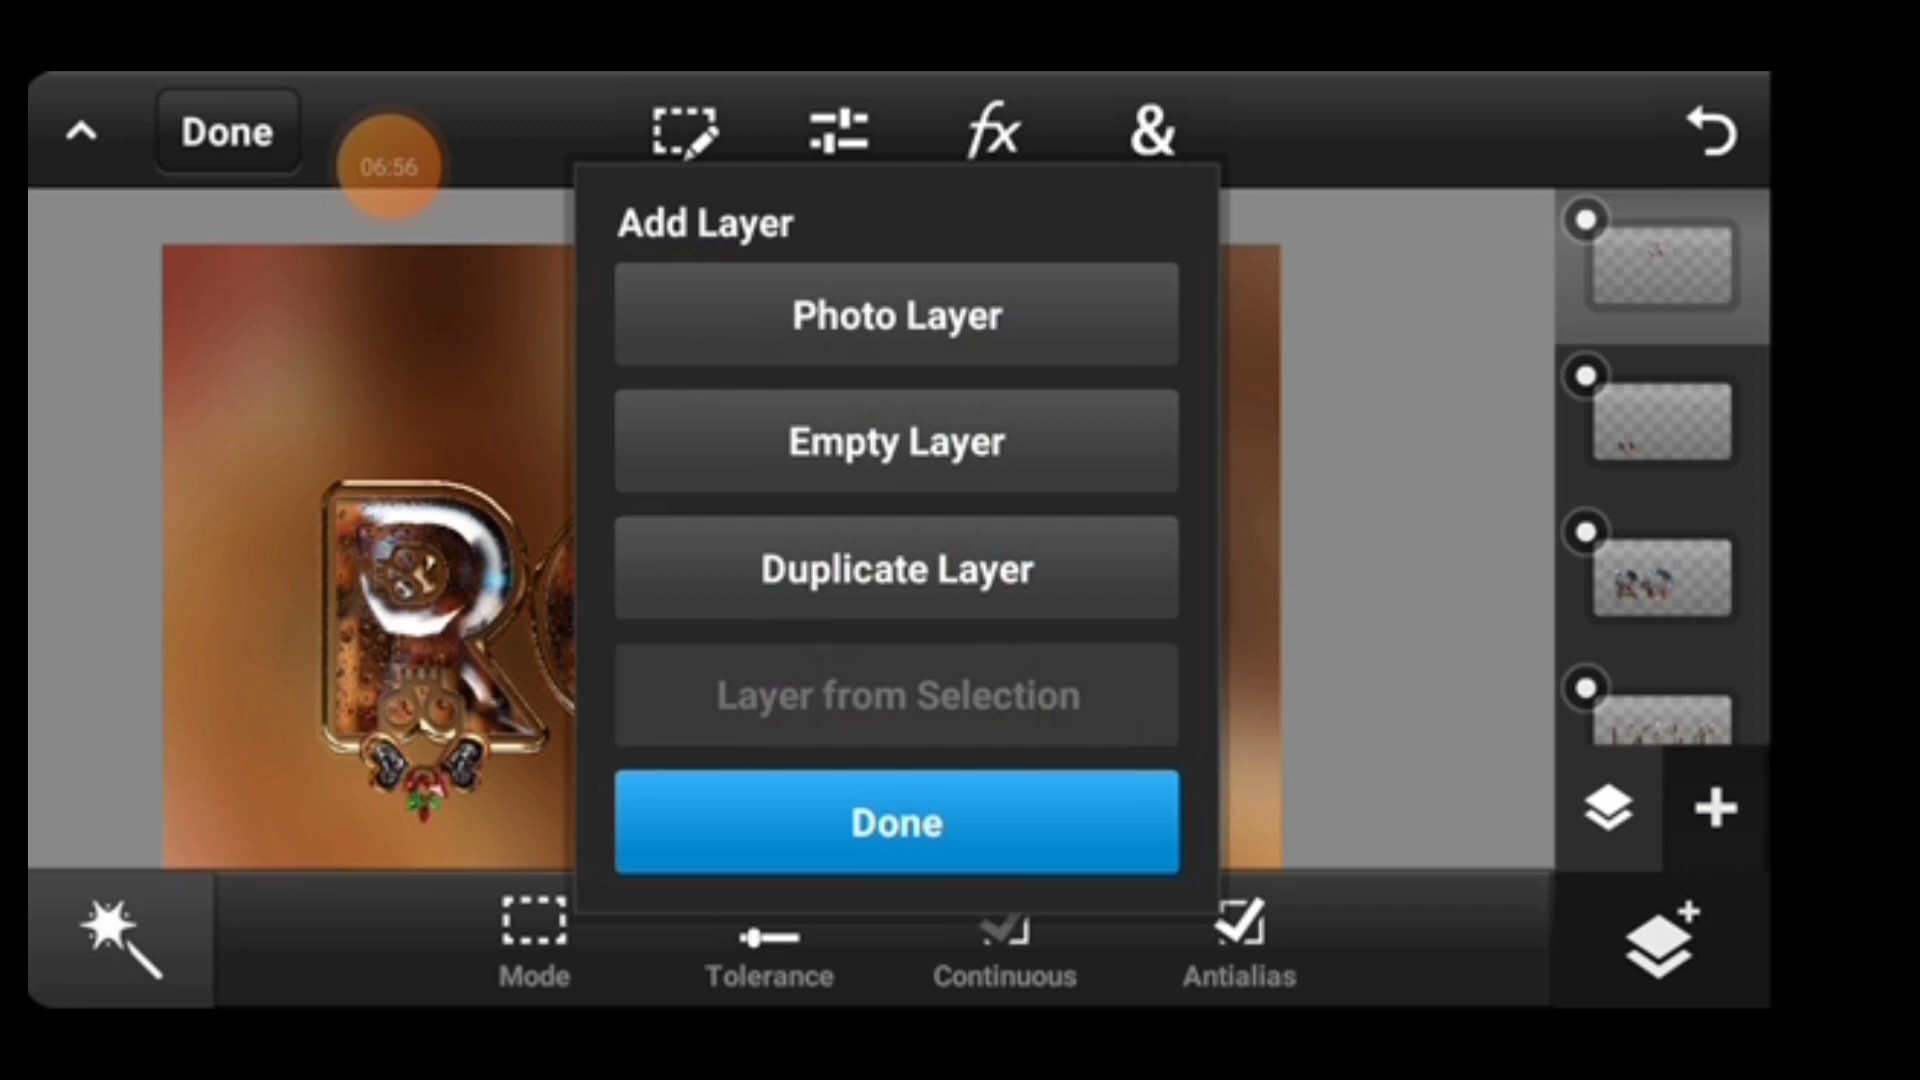 Done
06:56
fx
&
Add Layer
Photo Layer
Empty Layer
Duplicate Layer
Layer from Selection
Done
R
Mode
Tolerance
Continuous
Antialias